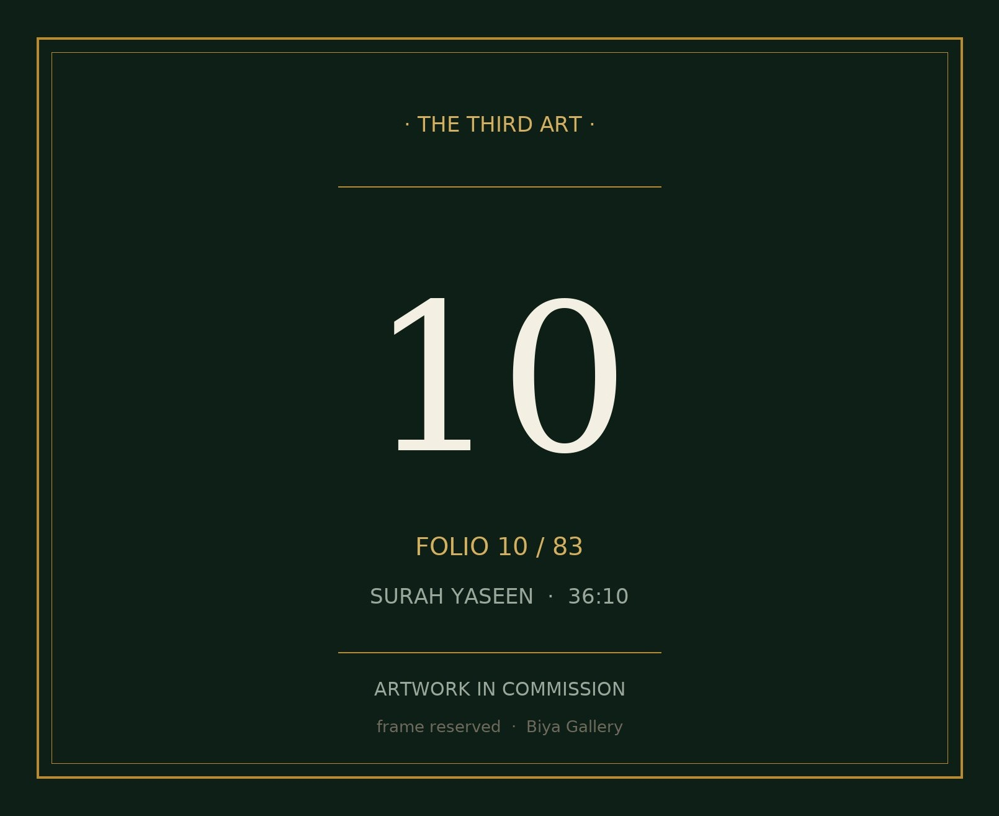 · THE THIRD ART ·
10
FOLIO 10 / 83
SURAH YASEEN · 36:10
ARTWORK IN COMMISSION
frame reserved · Biya Gallery